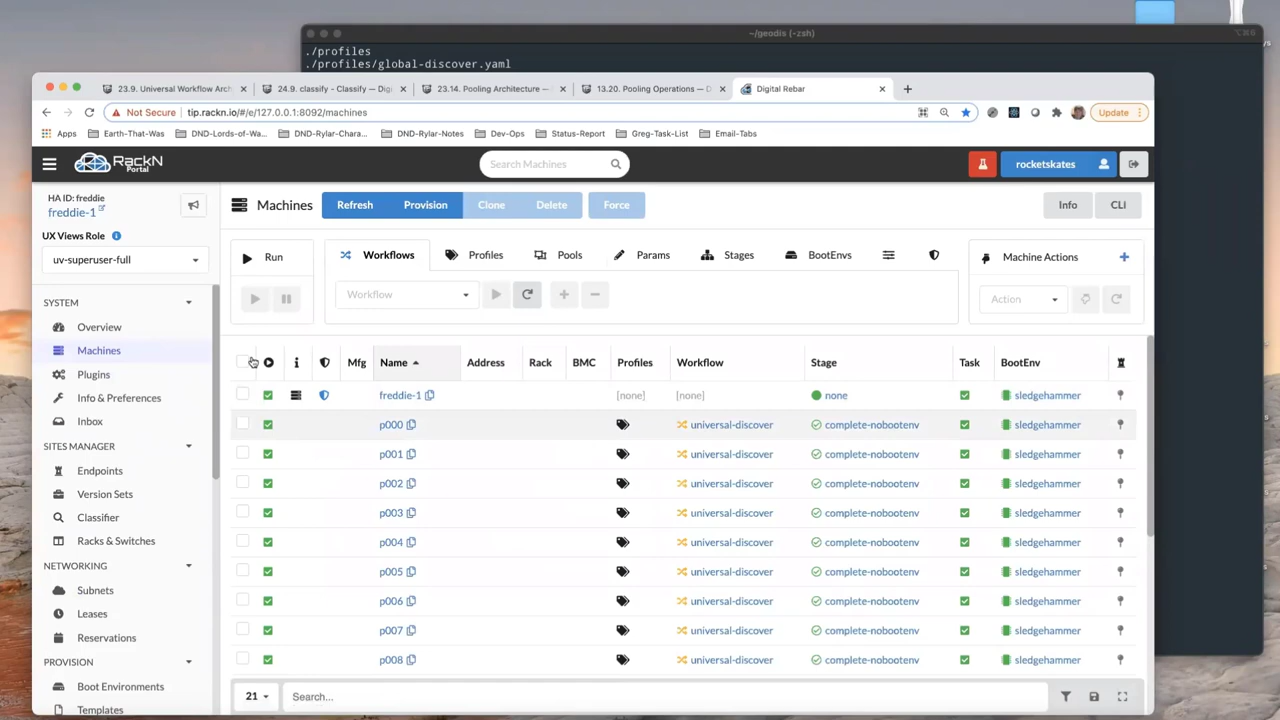 ~/geodis (-zsh)
⌥⌘6
./profiles
./profiles/global-discover.yaml
23.9. Universal Workflow Arch
24.9. classify - Classify — Digi
23.14. Pooling Architecture —
13.20. Pooling Operations — D
Digital Rebar
Not Secure
tip.rackn.io/#/e/127.0.0.1:8092/machines
Update
Apps
Earth-That-Was
DND-Lords-of-Wa...
DND-Rylar-Chara...
DND-Rylar-Notes
Dev-Ops
Status-Report
Greg-Task-List
Email-Tabs
RackN
Portal
Search Machines
rocketskates
HA ID: freddie
freddie-1
UX Views Role
uv-superuser-full
SYSTEM
Overview
Machines
Plugins
Info & Preferences
Inbox
SITES MANAGER
Endpoints
Version Sets
Classifier
Racks & Switches
NETWORKING
Subnets
Leases
Reservations
PROVISION
Boot Environments
Templates
Machines
Refresh
Provision
Clone
Delete
Force
Info
CLI
Run
Workflows
Profiles
Pools
Params
Stages
BootEnvs
Workflow
Machine Actions
Action
Mfg Name Address Rack BMC Profiles Workflow Stage Task BootEnv
freddie-1 [none] [none] none sledgehammer
p000 universal-discover complete-nobootenv sledgehammer
p001 universal-discover complete-nobootenv sledgehammer
p002 universal-discover complete-nobootenv sledgehammer
p003 universal-discover complete-nobootenv sledgehammer
p004 universal-discover complete-nobootenv sledgehammer
p005 universal-discover complete-nobootenv sledgehammer
p006 universal-discover complete-nobootenv sledgehammer
p007 universal-discover complete-nobootenv sledgehammer
p008 universal-discover complete-nobootenv sledgehammer
21
Search...